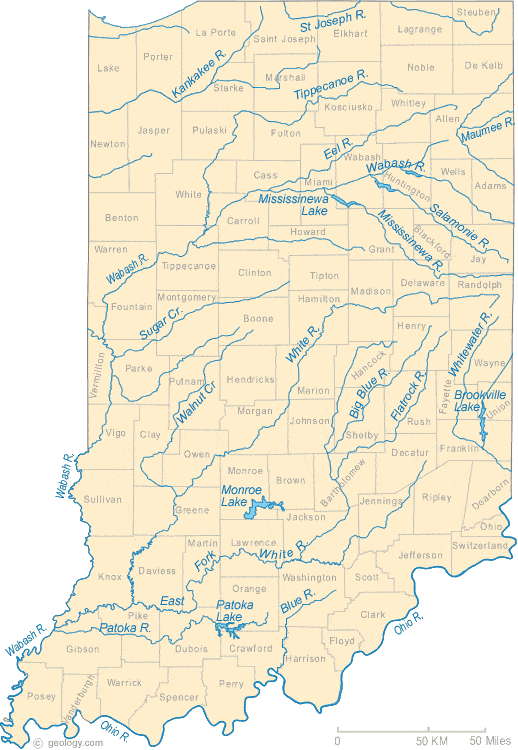 Steuben
La Porte
St Joseph R.
Elkhart
Lagrange
Saint Joseph
Porter
Lake
Kankakee R.
Noble
De Kalb
Marshall
Tippecanoe R.
Starke
Kosciusko
Whitley
Allen
Maumee R.
Jasper
Pulaski
Fulton
Newton
Eel R.
Wabash
Wabash R.
Cass
Miami
Huntington
Wells
Adams
White
Mississinewa
Lake
Benton
Carroll
Mississinewa R.
Salamonie R.
Howard
Blackford
Grant
Warren
Jay
Wabash R.
Tippecanoe
Clinton
Tipton
Delaware
Randolph
Madison
Montgomery
Hamilton
Fountain
Sugar Cr.
Boone
White R.
Henry
Whitewater R.
Vermillion
Parke
Putnam
Walnut Cr
Hendricks
Hancock
Wayne
Marion
Big Blue R.
Flatrock R.
Fayette
Brookville
Lake
Union
Morgan
Johnson
Rush
Vigo
Clay
Shelby
Franklin
Owen
Decatur
Wabash R.
Monroe
Brown
Bartholomew
Sullivan
Monroe
Lake
Jennings
Ripley
Dearborn
Greene
Jackson
Ohio
Martin
Lawrence
Switzerland
Jefferson
Fork
White R.
Knox
Daviess
Washington
Scott
Orange
East
Patoka
Lake
Blue R.
Clark
Pike
Wabash R.
Patoka R.
Ohio R.
Floyd
Gibson
Dubois
Crawford
Harrison
Posey
Vanderburgh
Warrick
Spencer
Perry
Ohio R.
0 50 KM 50 Miles
© geology.com